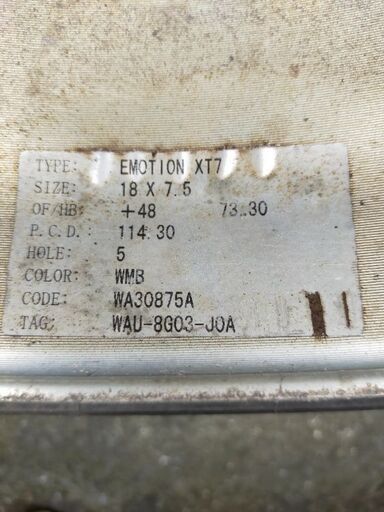 TYPE: EMOTION XT7
SIZE: 18 X 7.5
OF/HB: +48 73.30
P.C.D.: 114.30
HOLE: 5
COLOR: WMB
CODE: WA30875A
TAG: WAU-8G03-J0A